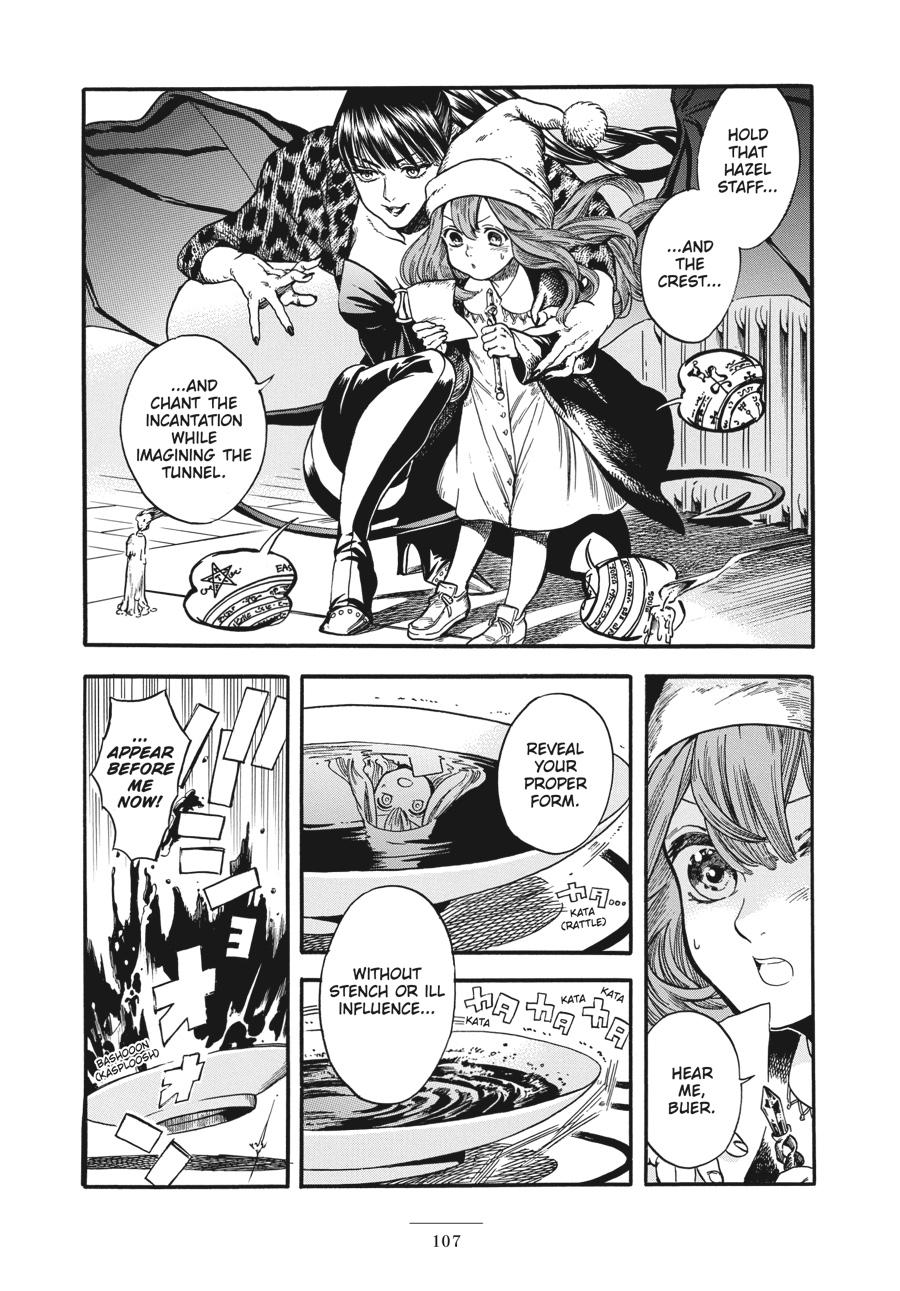 HOLD
THAT
HAZEL
STAFF...
...AND
THE
CREST...
...AND
CHANT THE
INCANTATION
WHILE
IMAGINING THE
TUNNEL.
HEAR
ME,
BUER.
REVEAL
YOUR
PROPER
FORM.
カタ...
KATA
(RATTLE)
WITHOUT
STENCH OR ILL
INFLUENCE...
カタ カタ カタ
KATA
KATA
KATA
...
APPEAR
BEFORE
ME
NOW!
BASHOOON
(KASPLOOSH)
107